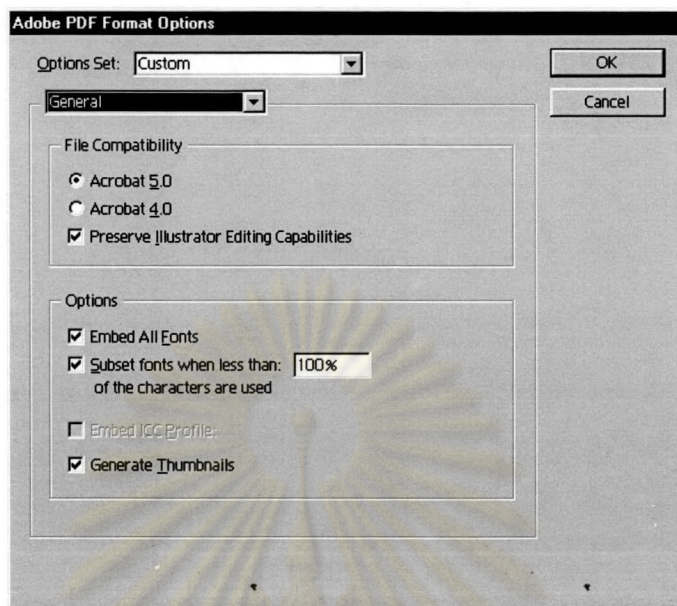 Adobe PDF Format Options
Options Set: Custom
OK
General
Cancel
File Compatibility
Acrobat 5.0
Acrobat 4.0
Preserve Illustrator Editing Capabilities
Options
Embed All Fonts
Subset fonts when less than: 100%
of the characters are used
Embed ICC Profile
Generate Thumbnails